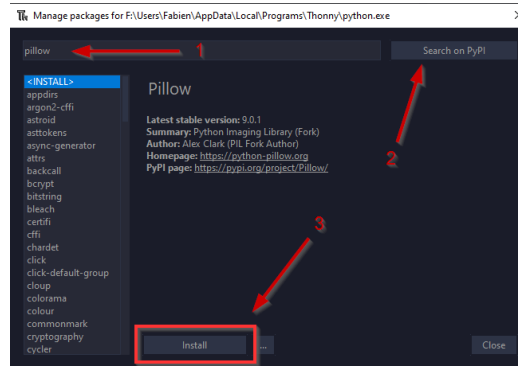 Manage packages for F:\Users\Fabien\AppData\Local\Programs\Thonny\python.exe
pillow
1
Search on PyPI
2
<INSTALL>
appdirs
argon2-cffi
astroid
asttokens
async-generator
attrs
backcall
bcrypt
bitstring
bleach
certifi
cffi
chardet
click
click-default-group
cloup
colorama
colour
commonmark
cryptography
cycler
Pillow
Latest stable version: 9.0.1
Summary: Python Imaging Library (Fork)
Author: Alex Clark (PIL Fork Author)
Homepage: https://python-pillow.org
PyPI page: https://pypi.org/project/Pillow/
3
Install
...
Close